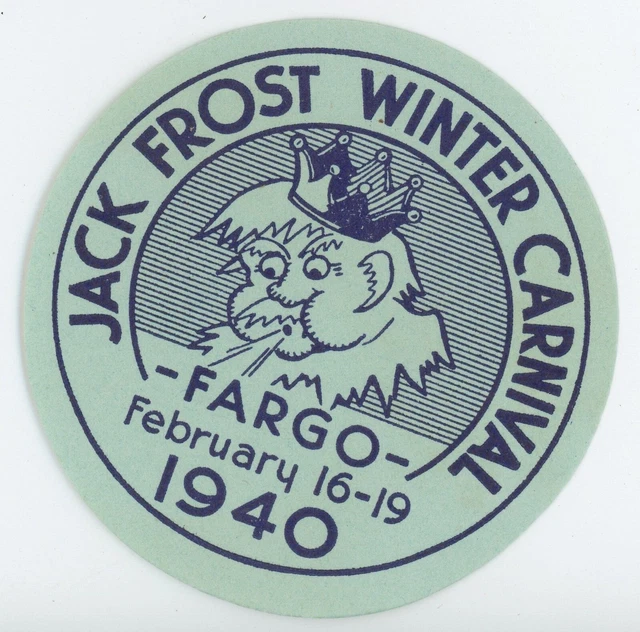 JACK FROST WINTER CARNIVAL
-FARGO-
February 16-19
1940